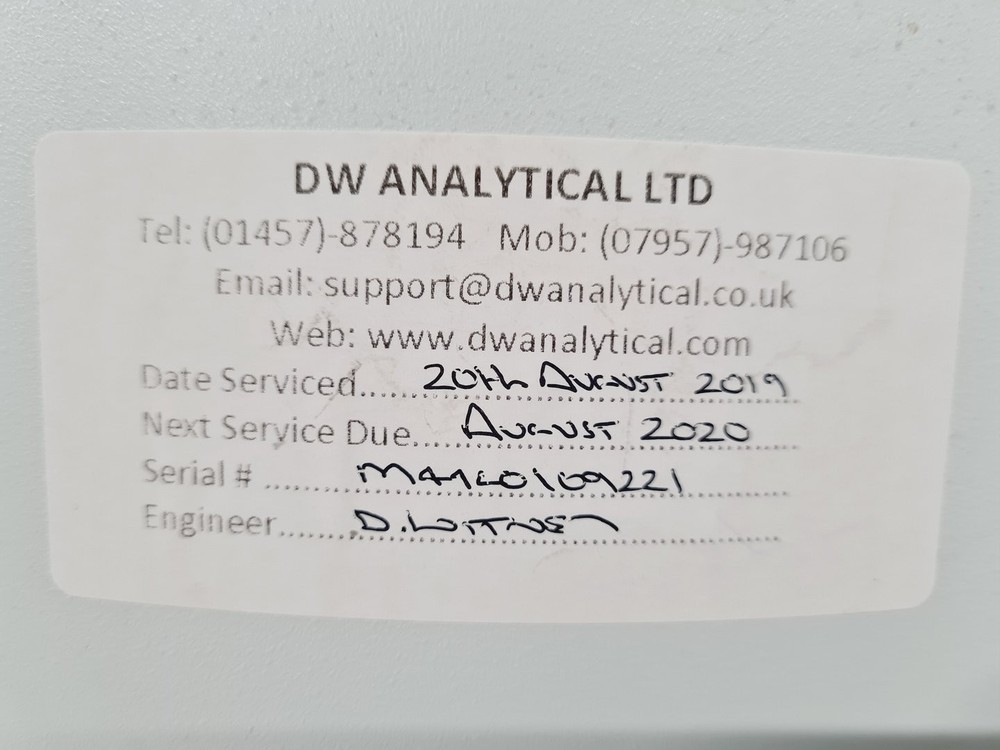 DW ANALYTICAL LTD
Tel: (01457)-878194 Mob: (07957)-987106
Email: support@dwanalytical.co.uk
Web: www.dwanalytical.com
Date Serviced..... 20th AUGUST 2019
Next Service Due..... AUGUST 2020
Serial # .....
Engineer..... D.